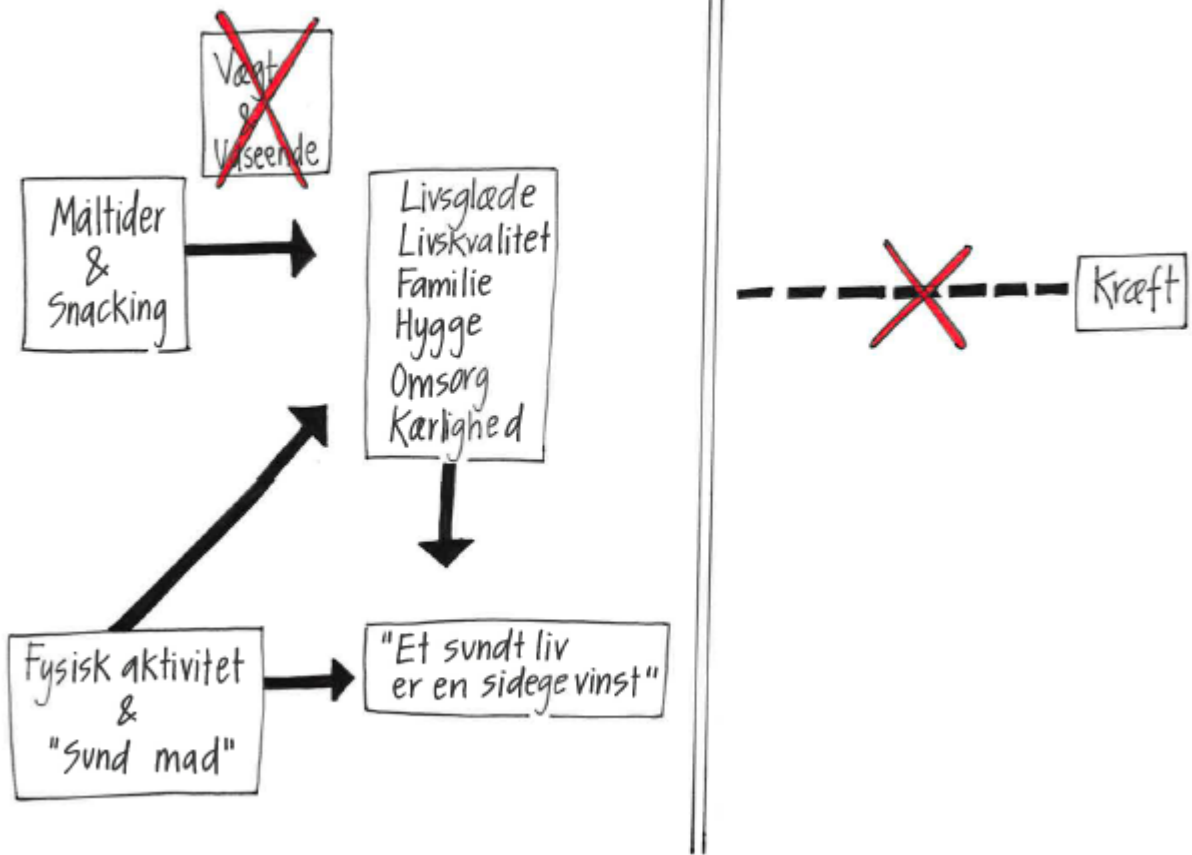 Vægt
&
Udseende
Måltider
&
Snacking
Livsglæde
Livskvalitet
Familie
Hygge
Omsorg
Kærlighed
Kræft
Fysisk aktivitet
&
"Sund mad"
"Et sundt liv
er en sidegevinst"